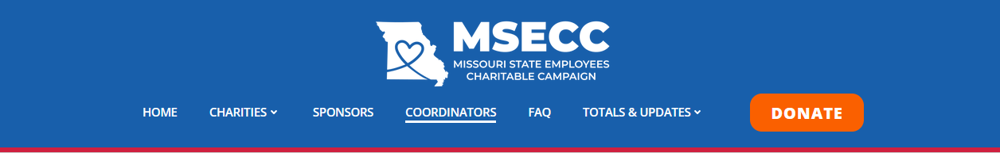 MSECC
MISSOURI STATE EMPLOYEES
CHARITABLE CAMPAIGN
HOME CHARITIES SPONSORS COORDINATORS FAQ TOTALS & UPDATES DONATE